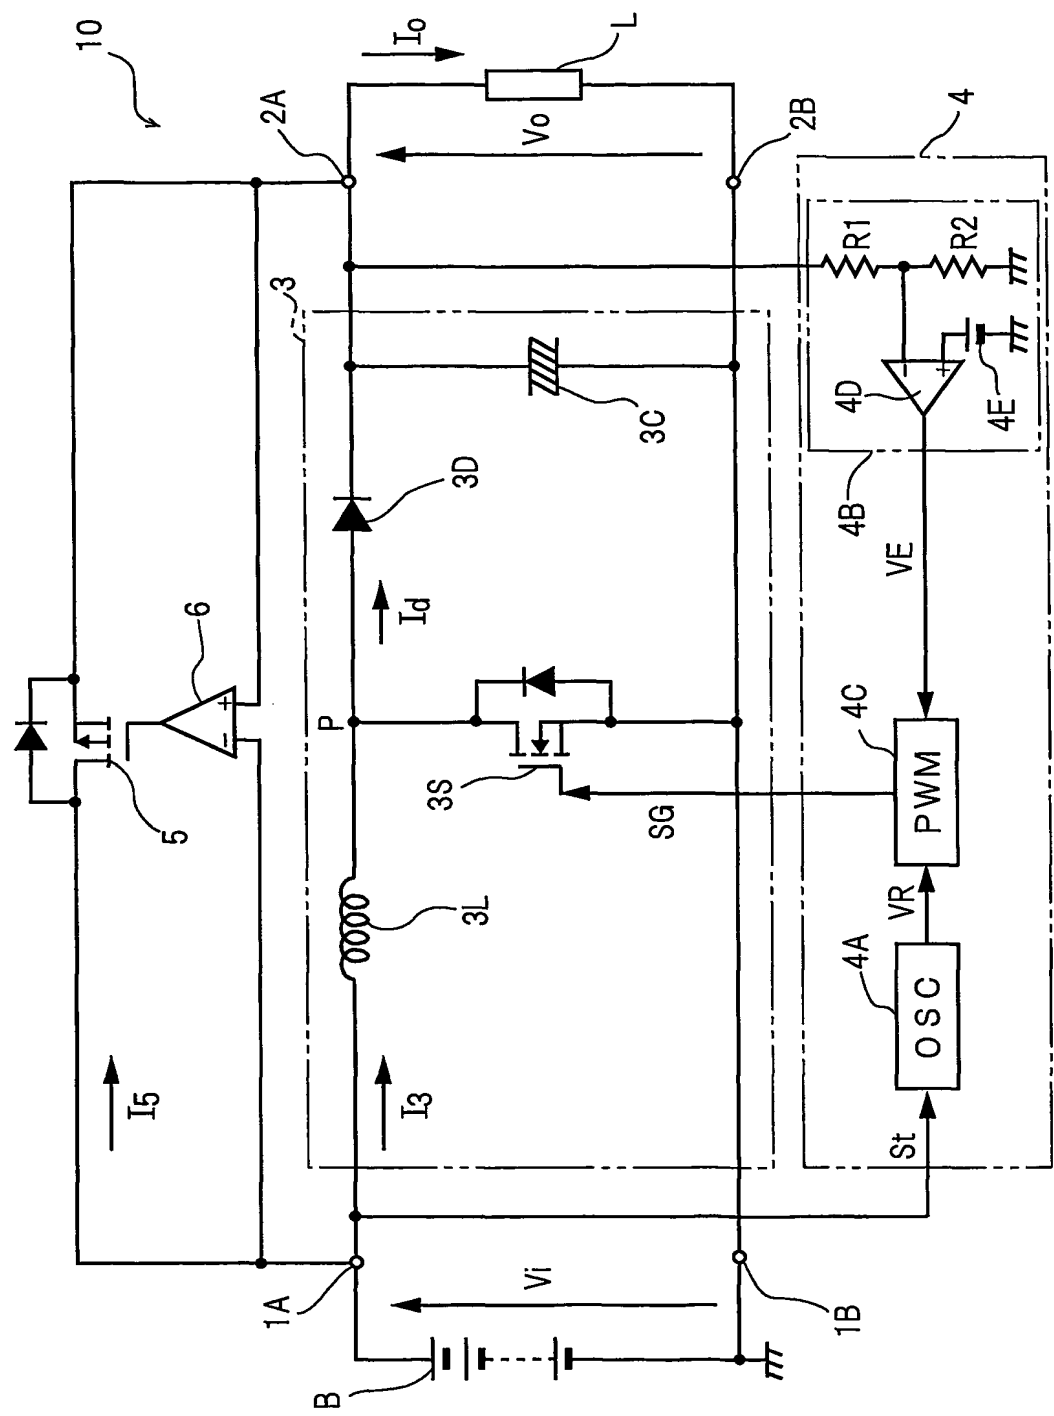 10
5
6
I5
2A
Io
L
Vo
2B
3
P
3D
Id
3C
3S
3L
I3
SG
1A
Vi
1B
B
St
4A
OSC
VR
4C
PWM
VE
4B
4D
−
+
4E
R1
R2
4
−
+